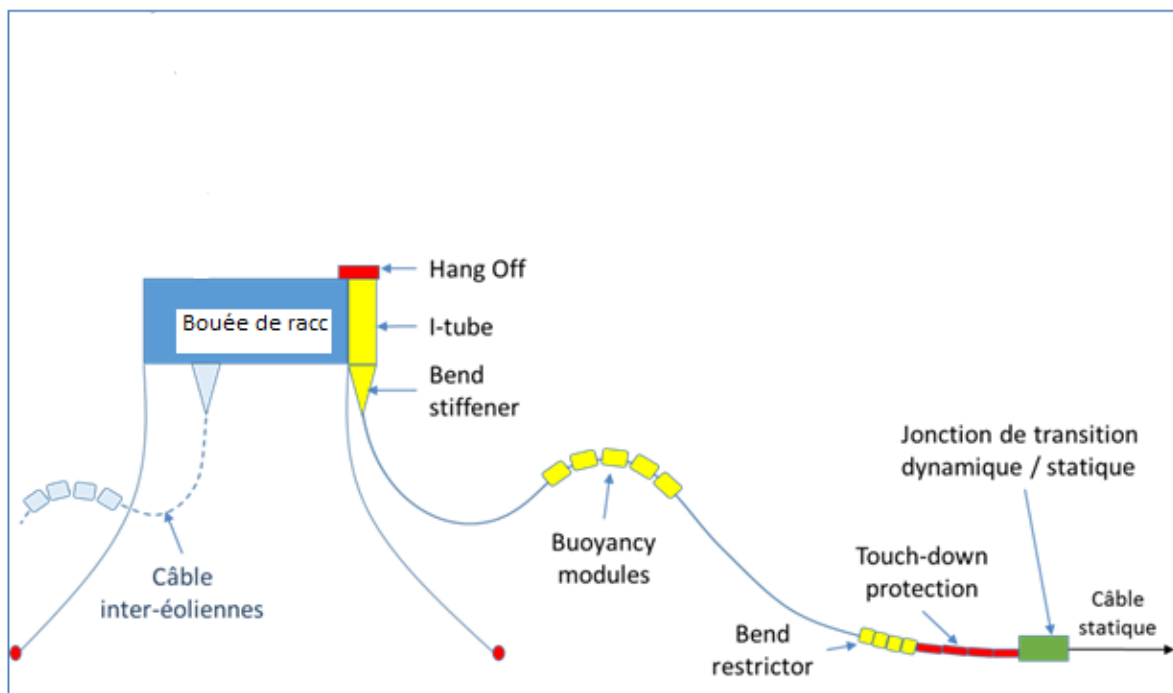 Hang Off
Bouée de racc
I-tube
Bend
stiffener
Buoyancy
modules
Câble
inter-éoliennes
Jonction de transition
dynamique / statique
Touch-down
protection
Câble
statique
Bend
restrictor